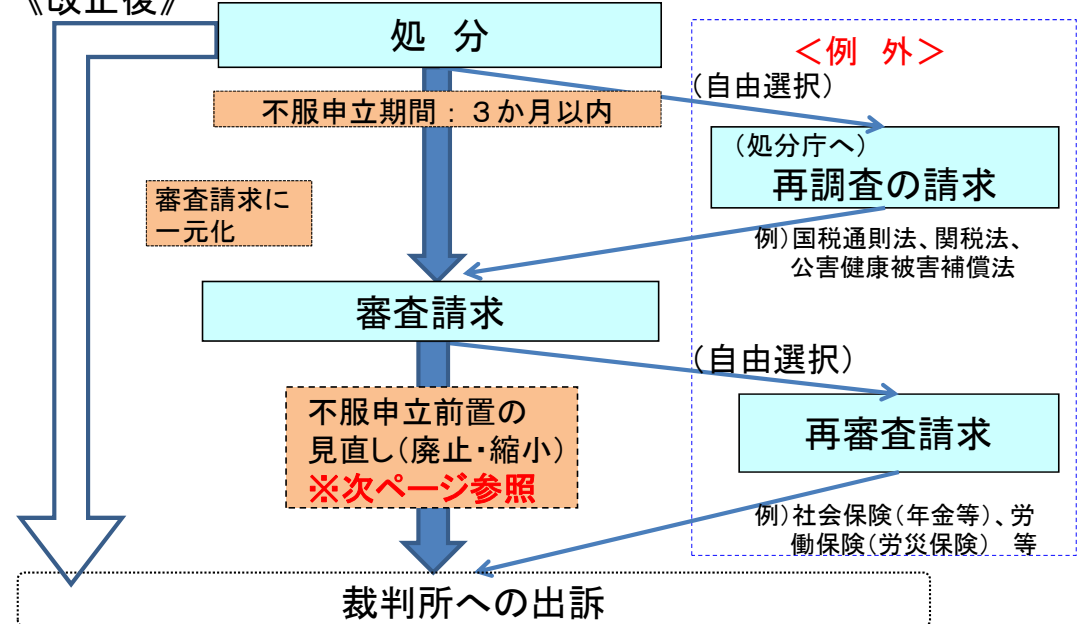 《改正後》
処 分
＜例 外＞
(自由選択)
不服申立期間：３か月以内
(処分庁へ)
再調査の請求
審査請求に
一元化
例)国税通則法、関税法、
公害健康被害補償法
審査請求
(自由選択)
不服申立前置の
見直し(廃止・縮小)
※次ページ参照
再審査請求
例)社会保険(年金等)、労
働保険(労災保険) 等
裁判所への出訴